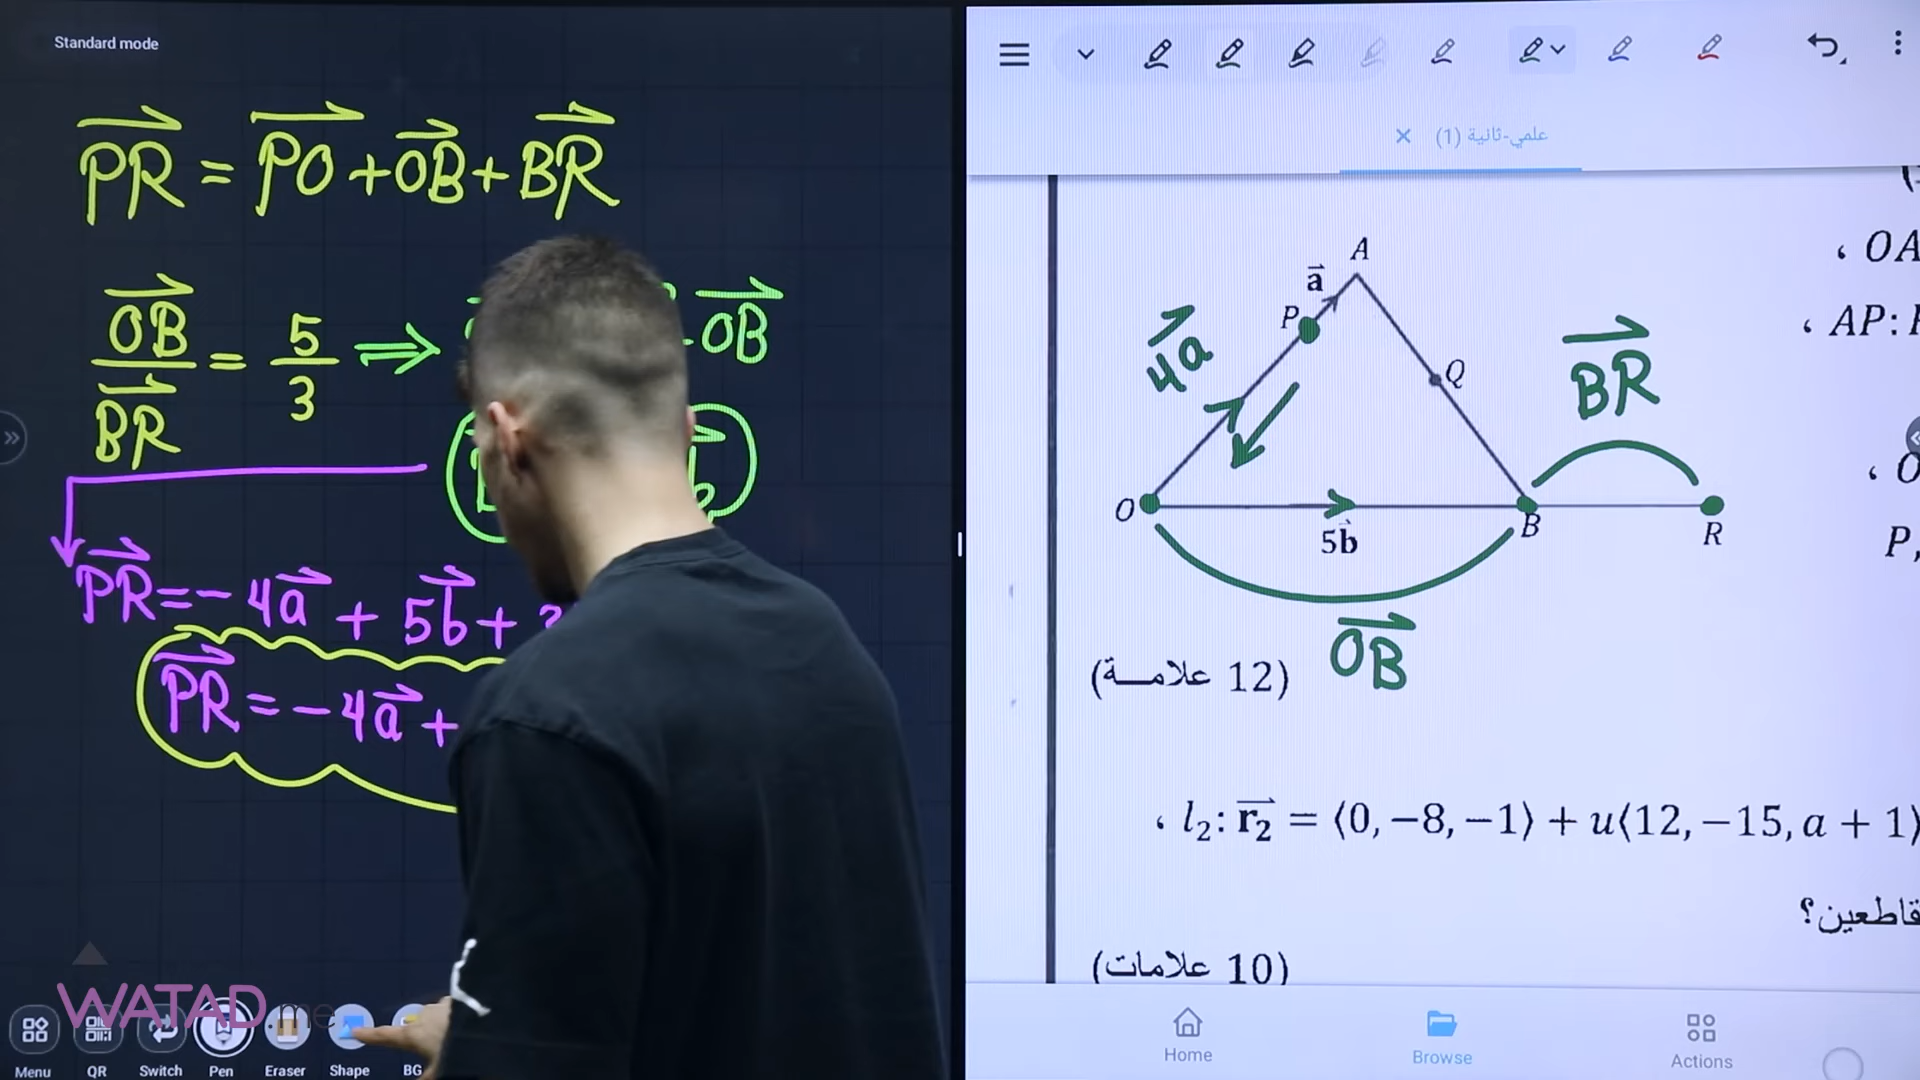 Standard mode
PR = PO + OB + BR
OB
BR
=
5
3
⇒
OB
PR = - 4a + 5b +
PR = - 4a +
WATAD.me
Menu
QR
Switch
Pen
Eraser
Shape
BG
علمي-ثانية (1)
A
a
P
4a
Q
BR
O
5b
B
R
OB
، OA
، AP:
، O
P,
(12 علامـــة)
، l₂: r₂ = ⟨0, −8, −1⟩ + u⟨12, −15, a + 1⟩
(10 علامات)
Home
Browse
Actions